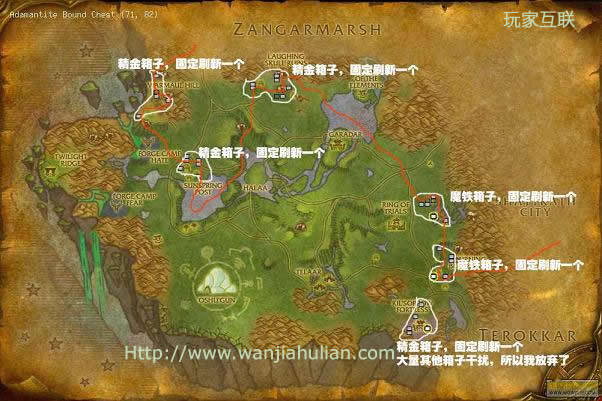 Adamantite Bound Chest (71, 82)
玩家互联
ZANGARMARSH
精金箱子，固定刷新一个
LAUGHING
SKULL RUINS
精金箱子，固定刷新一个
OF THE
ELEMENTS
WARMAUL HILL
GARADAR
FORGE CAMP
HATE
精金箱子，固定刷新一个
TWILIGHT
RIDGE
SUNSPRING
POST
HALAA
FORGE CAMP
FEAR
RING OF
TRIALS
魔铁箱子，固定刷新一个
CITY
魔铁箱子，固定刷新一个
TELAAR
OSHU'GUN
KIL'SORROW
FORTRESS
TEROKKAR
精金箱子，固定刷新一个
大量其他箱子干扰，所以我放弃了
Http://www.wanjiahulian.com